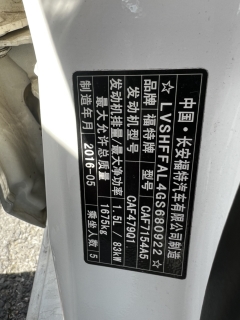 中国·长安福特汽车有限公司制造
☆LVSHFFAL4GS680922☆
品牌 福特牌 型号 CAF7154A5
发动机型号 CAF479Q1
发动机排量/最大净功率 1.5L / 83kW
最大允许总质量 1675kg
制造年月 2016-05 乘坐人数 5